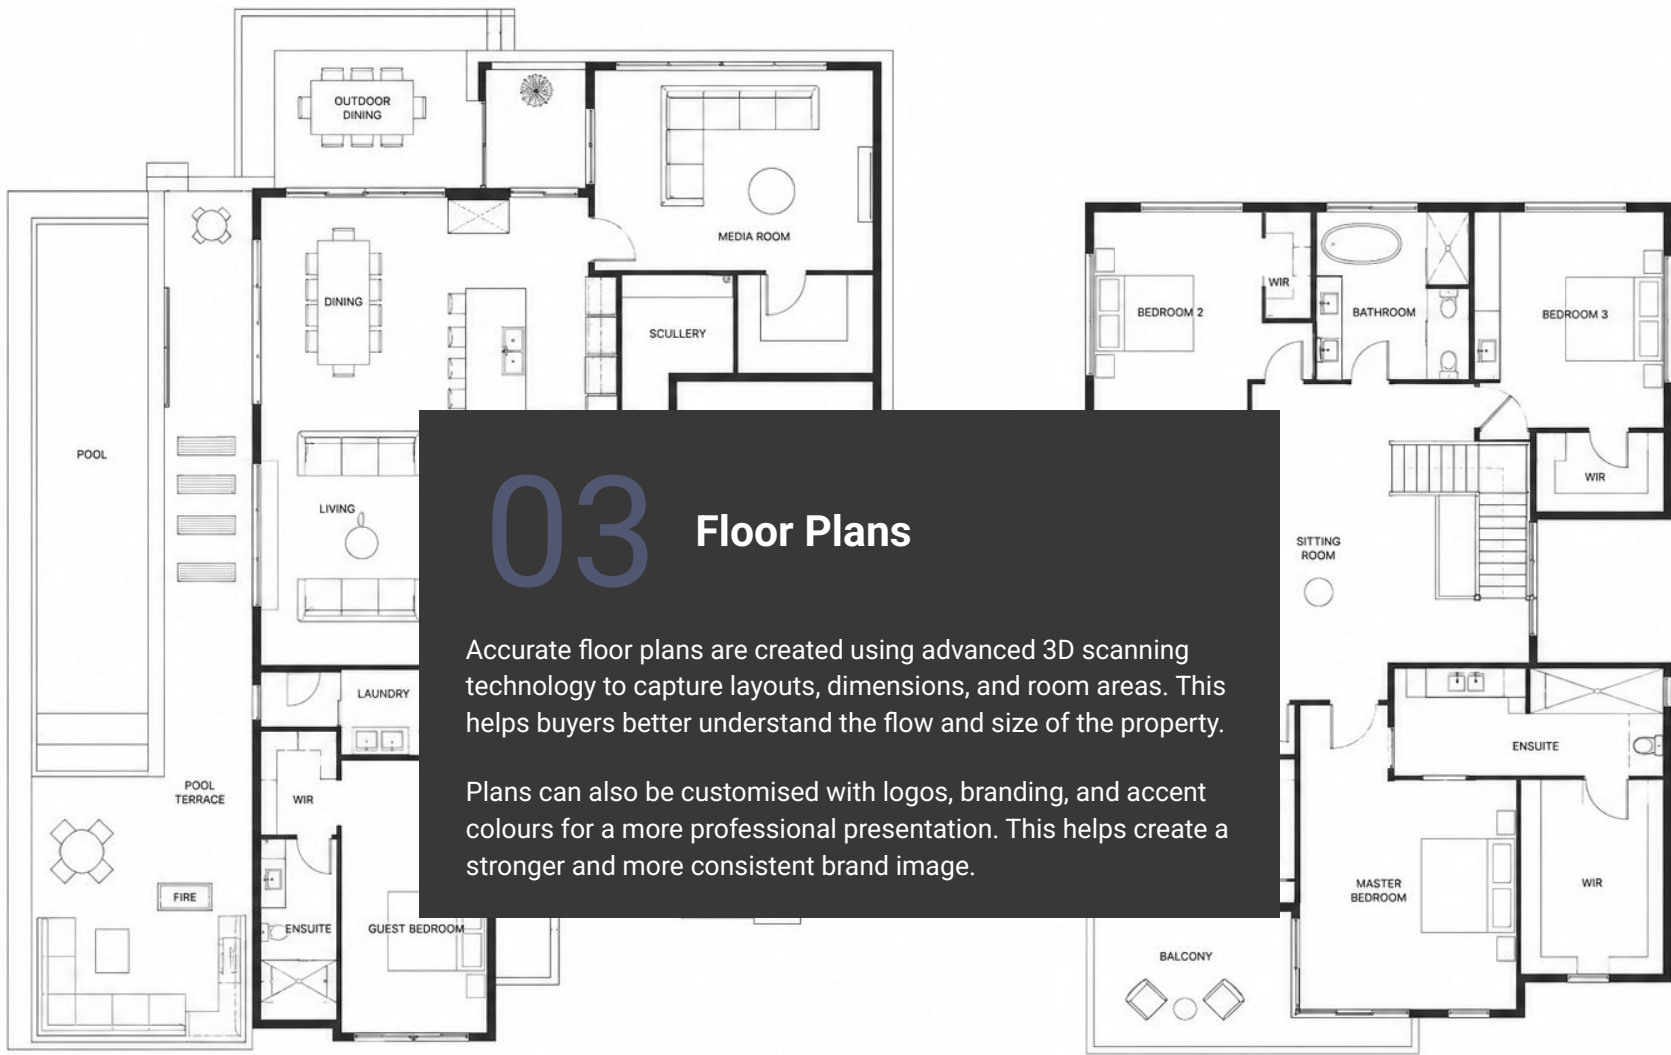 OUTDOOR
DINING
MEDIA ROOM
DINING
SCULLERY
POOL
LIVING
LAUNDRY
POOL
TERRACE
WIR
FIRE
ENSUITE
GUEST BEDROOM
WIR
BEDROOM 2
BATHROOM
BEDROOM 3
WIR
SITTING
ROOM
ENSUITE
MASTER
BEDROOM
WIR
BALCONY
03
Floor Plans
Accurate floor plans are created using advanced 3D scanning
technology to capture layouts, dimensions, and room areas. This
helps buyers better understand the flow and size of the property.
Plans can also be customised with logos, branding, and accent
colours for a more professional presentation. This helps create a
stronger and more consistent brand image.